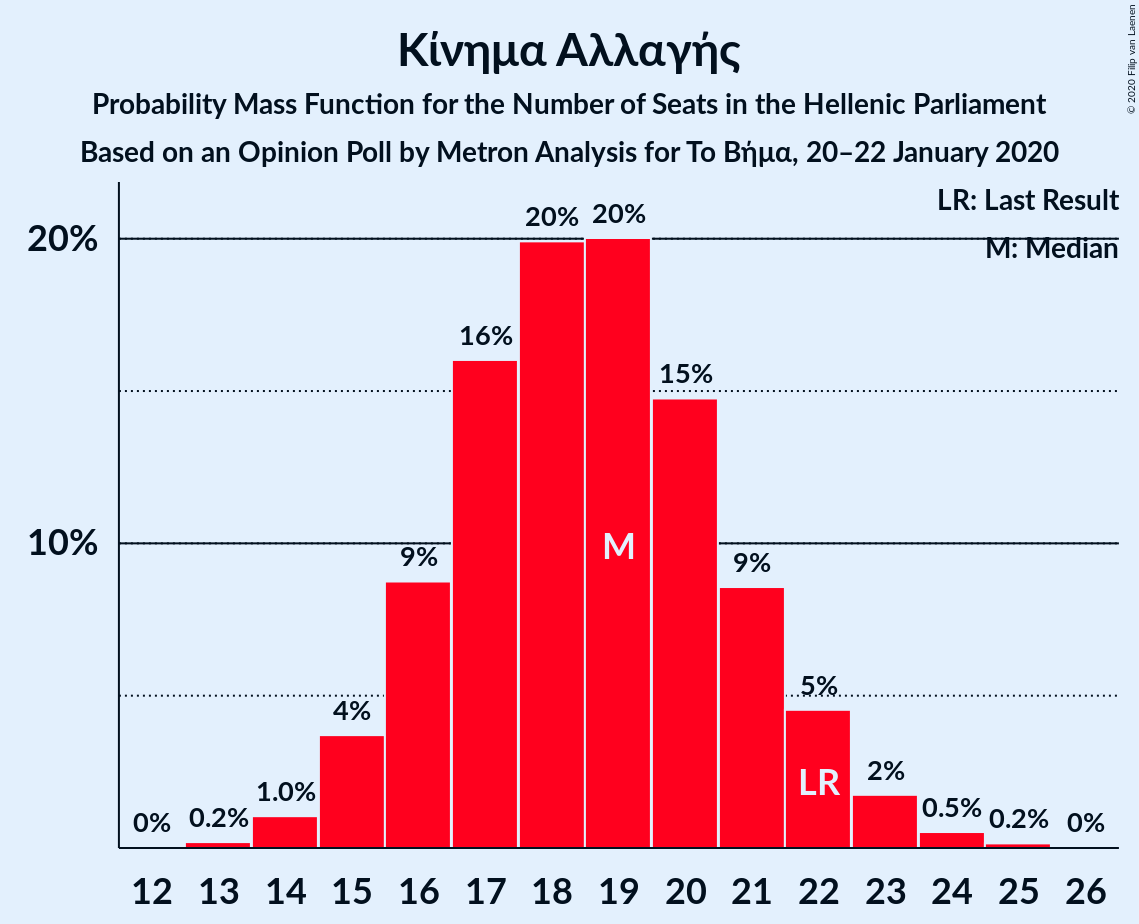 Κίνημα Αλλαγής
Probability Mass Function for the Number of Seats in the Hellenic Parliament
Based on an Opinion Poll by Metron Analysis for Το Βήμα, 20–22 January 2020
© 2020 Filip van Laenen
LR: Last Result
M: Median
20%
10%
0%
0.2%
1.0%
4%
9%
16%
20%
20%
15%
9%
5%
2%
0.5%
0.2%
0%
M
LR
12 13 14 15 16 17 18 19 20 21 22 23 24 25 26